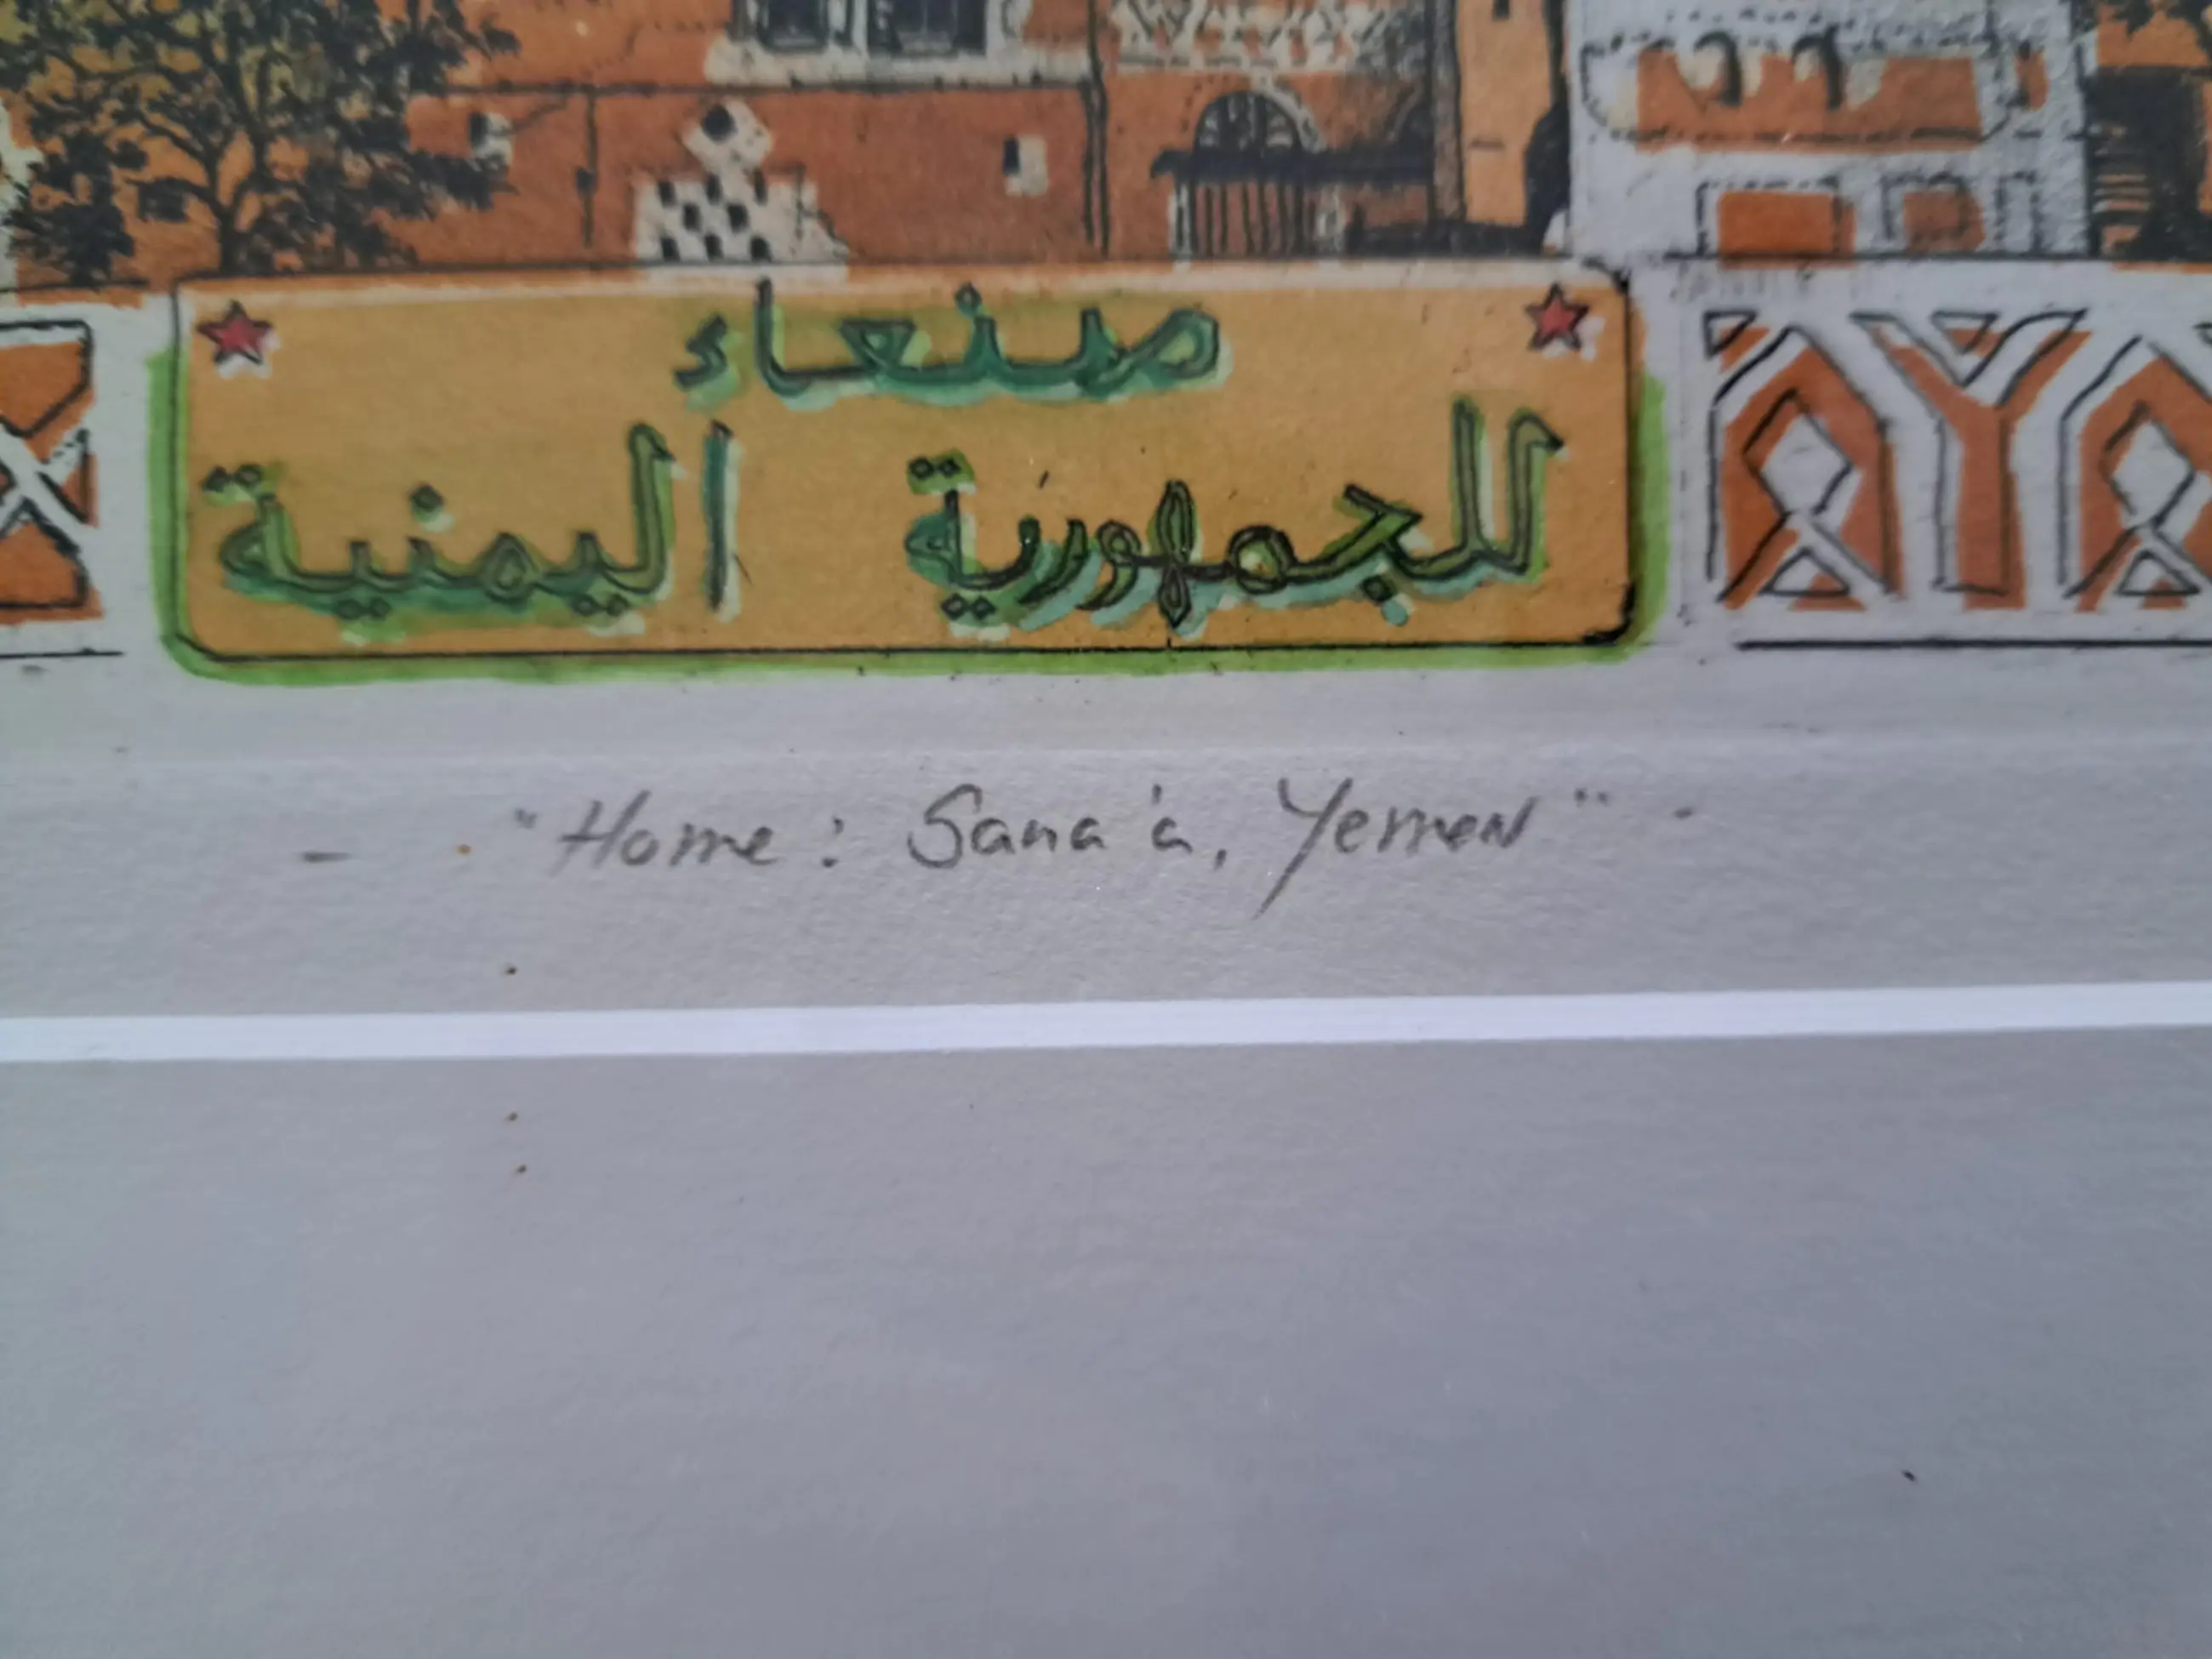 صنعاء
للجمهورية اليمنية
- "Home: Sana'a, Yemen" -